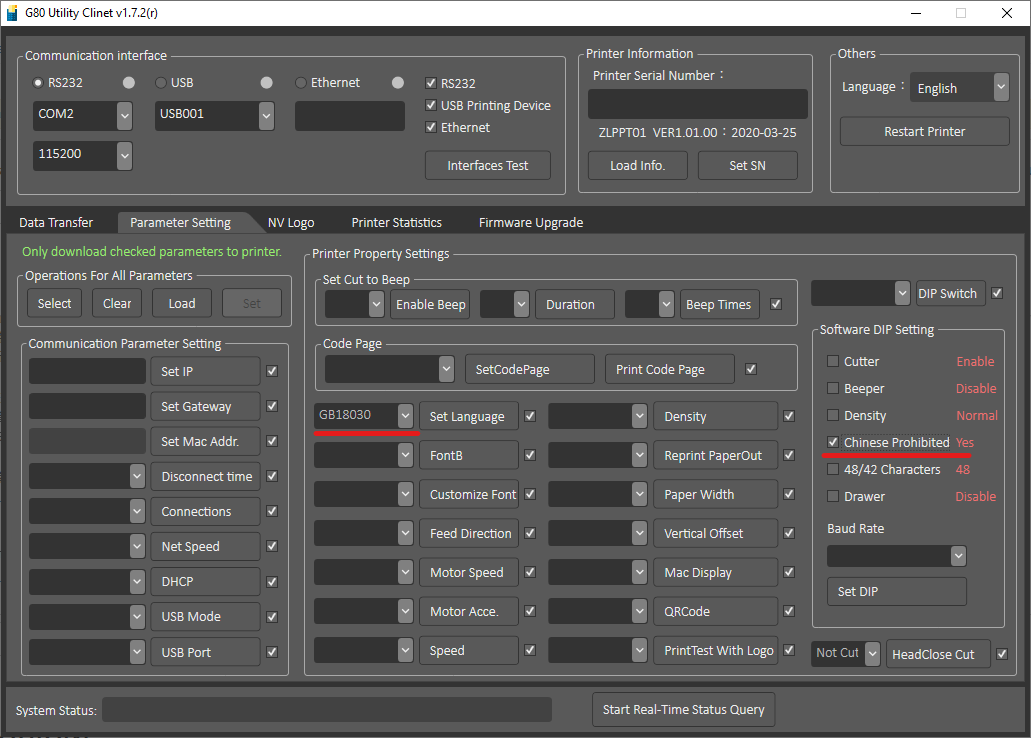 G80 Utility Clinet v1.7.2(r)
Communication interface
RS232 USB Ethernet
COM2 USB001
115200
RS232
USB Printing Device
Ethernet
Interfaces Test
Printer Information
Printer Serial Number :
ZLPPT01 VER1.01.00 : 2020-03-25
Load Info. Set SN
Others
Language : English
Restart Printer
Data Transfer Parameter Setting NV Logo Printer Statistics Firmware Upgrade
Only download checked parameters to printer.
Operations For All Parameters
Select Clear Load Set
Communication Parameter Setting
Set IP
Set Gateway
Set Mac Addr.
Disconnect time
Connections
Net Speed
DHCP
USB Mode
USB Port
Printer Property Settings
Set Cut to Beep
Enable Beep Duration Beep Times
Code Page
SetCodePage Print Code Page
GB18030 Set Language Density
FontB Reprint PaperOut
Customize Font Paper Width
Feed Direction Vertical Offset
Motor Speed Mac Display
Motor Acce. QRCode
Speed PrintTest With Logo
DIP Switch
Software DIP Setting
Cutter Enable
Beeper Disable
Density Normal
Chinese Prohibited Yes
48/42 Characters 48
Drawer Disable
Baud Rate
Set DIP
Not Cut HeadClose Cut
System Status:
Start Real-Time Status Query